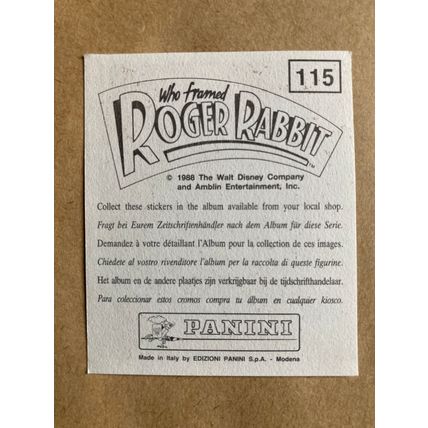 115
Who framed
ROGER RABBIT™
© 1988 The Walt Disney Company
and Amblin Entertainment, Inc.
Collect these stickers in the album available from your local shop.
Fragt bei Eurem Zeitschriftenhändler nach dem Album für diese Serie.
Demandez à votre détaillant l'Album pour la collection de ces images.
Chiedete al vostro rivenditore l'album per la raccolta di queste figurine.
Het album en de andere plaatjes zijn verkrijgbaar bij de tijdschrifthandelaar.
Para coleccionar estos cromos compra tu álbum en cualquier kiosco.
PANINI
Made in Italy by EDIZIONI PANINI S.p.A. - Modena